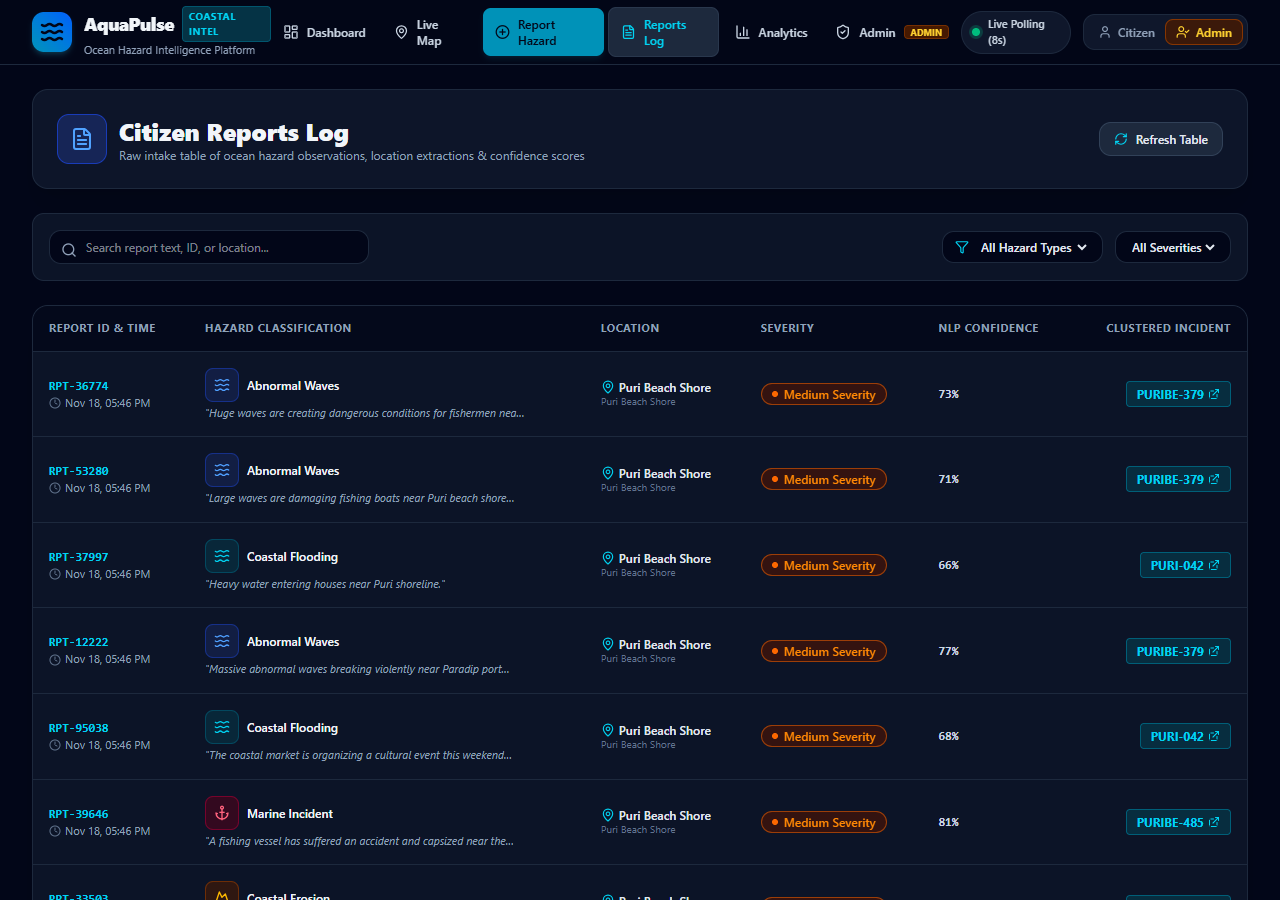 AquaPulse
COASTAL INTEL
Ocean Hazard Intelligence Platform
Dashboard
Live Map
Report Hazard
Reports Log
Analytics
Admin
ADMIN
Live Polling (8s)
Citizen
Admin
Citizen Reports Log
Raw intake table of ocean hazard observations, location extractions & confidence scores
Refresh Table
Search report text, ID, or location...
All Hazard Types
All Severities
REPORT ID & TIME HAZARD CLASSIFICATION LOCATION SEVERITY NLP CONFIDENCE CLUSTERED INCIDENT
RPT-36774
Nov 18, 05:46 PM
Abnormal Waves
"Huge waves are creating dangerous conditions for fishermen nea...
Puri Beach Shore
Puri Beach Shore
Medium Severity
73%
PURIBE-379
RPT-53280
Nov 18, 05:46 PM
Abnormal Waves
"Large waves are damaging fishing boats near Puri beach shore...
Puri Beach Shore
Puri Beach Shore
Medium Severity
71%
PURIBE-379
RPT-37997
Nov 18, 05:46 PM
Coastal Flooding
"Heavy water entering houses near Puri shoreline."
Puri Beach Shore
Puri Beach Shore
Medium Severity
66%
PURI-042
RPT-12222
Nov 18, 05:46 PM
Abnormal Waves
"Massive abnormal waves breaking violently near Paradip port...
Puri Beach Shore
Puri Beach Shore
Medium Severity
77%
PURIBE-379
RPT-95038
Nov 18, 05:46 PM
Coastal Flooding
"The coastal market is organizing a cultural event this weekend...
Puri Beach Shore
Puri Beach Shore
Medium Severity
68%
PURI-042
RPT-39646
Nov 18, 05:46 PM
Marine Incident
"A fishing vessel has suffered an accident and capsized near the...
Puri Beach Shore
Puri Beach Shore
Medium Severity
81%
PURIBE-485
RPT-33503
Coastal Erosion
Puri Beach Shore